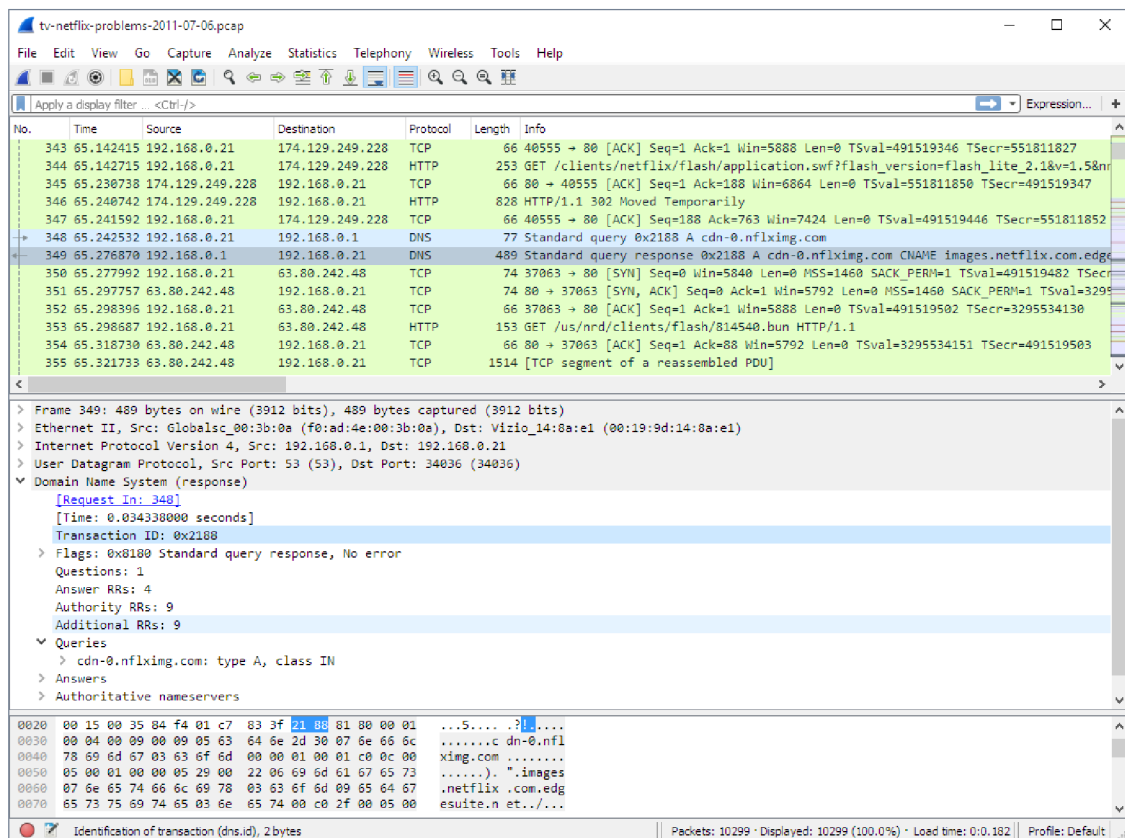 tv-netflix-problems-2011-07-06.pcap
File Edit View Go Capture Analyze Statistics Telephony Wireless Tools Help
Apply a display filter ... <Ctrl-/> Expression... +
No. Time Source Destination Protocol Length Info
343 65.142415 192.168.0.21 174.129.249.228 TCP 66 40555 → 80 [ACK] Seq=1 Ack=1 Win=5888 Len=0 TSval=491519346 TSecr=551811827
344 65.142715 192.168.0.21 174.129.249.228 HTTP 253 GET /clients/netflix/flash/application.swf?flash_version=flash_lite_2.1&v=1.5&nr
345 65.230738 174.129.249.228 192.168.0.21 TCP 66 80 → 40555 [ACK] Seq=1 Ack=188 Win=6864 Len=0 TSval=551811850 TSecr=491519347
346 65.240742 174.129.249.228 192.168.0.21 HTTP 828 HTTP/1.1 302 Moved Temporarily
347 65.241592 192.168.0.21 174.129.249.228 TCP 66 40555 → 80 [ACK] Seq=188 Ack=763 Win=7424 Len=0 TSval=491519446 TSecr=551811852
348 65.242532 192.168.0.21 192.168.0.1 DNS 77 Standard query 0x2188 A cdn-0.nflximg.com
349 65.276870 192.168.0.1 192.168.0.21 DNS 489 Standard query response 0x2188 A cdn-0.nflximg.com CNAME images.netflix.com.edge
350 65.277992 192.168.0.21 63.80.242.48 TCP 74 37063 → 80 [SYN] Seq=0 Win=5840 Len=0 MSS=1460 SACK_PERM=1 TSval=491519482 TSecr
351 65.297757 63.80.242.48 192.168.0.21 TCP 74 80 → 37063 [SYN, ACK] Seq=0 Ack=1 Win=5792 Len=0 MSS=1460 SACK_PERM=1 TSval=3295
352 65.298396 192.168.0.21 63.80.242.48 TCP 66 37063 → 80 [ACK] Seq=1 Ack=1 Win=5888 Len=0 TSval=491519502 TSecr=3295534130
353 65.298687 192.168.0.21 63.80.242.48 HTTP 153 GET /us/nrd/clients/flash/814540.bun HTTP/1.1
354 65.318730 63.80.242.48 192.168.0.21 TCP 66 80 → 37063 [ACK] Seq=1 Ack=88 Win=5792 Len=0 TSval=3295534151 TSecr=491519503
355 65.321733 63.80.242.48 192.168.0.21 TCP 1514 [TCP segment of a reassembled PDU]
Frame 349: 489 bytes on wire (3912 bits), 489 bytes captured (3912 bits)
Ethernet II, Src: Globalsc_00:3b:0a (f0:ad:4e:00:3b:0a), Dst: Vizio_14:8a:e1 (00:19:9d:14:8a:e1)
Internet Protocol Version 4, Src: 192.168.0.1, Dst: 192.168.0.21
User Datagram Protocol, Src Port: 53 (53), Dst Port: 34036 (34036)
Domain Name System (response)
[Request In: 348]
[Time: 0.034338000 seconds]
Transaction ID: 0x2188
Flags: 0x8180 Standard query response, No error
Questions: 1
Answer RRs: 4
Authority RRs: 9
Additional RRs: 9
Queries
cdn-0.nflximg.com: type A, class IN
Answers
Authoritative nameservers
0020 00 15 00 35 84 f4 01 c7 83 3f 21 88 81 80 00 01 ...5.... .?!.....
0030 00 04 00 09 00 09 05 63 64 6e 2d 30 07 6e 66 6c .......c dn-0.nfl
0040 78 69 6d 67 03 63 6f 6d 00 00 01 00 01 c0 0c 00 ximg.com ........
0050 05 00 01 00 00 05 29 00 22 06 69 6d 61 67 65 73 ......). ".images
0060 07 6e 65 74 66 6c 69 78 03 63 6f 6d 09 65 64 67 .netflix .com.edg
0070 65 73 75 69 74 65 03 6e 65 74 00 c0 2f 00 05 00 esuite.n et../...
Identification of transaction (dns.id), 2 bytes Packets: 10299 · Displayed: 10299 (100.0%) · Load time: 0:0.182 Profile: Default